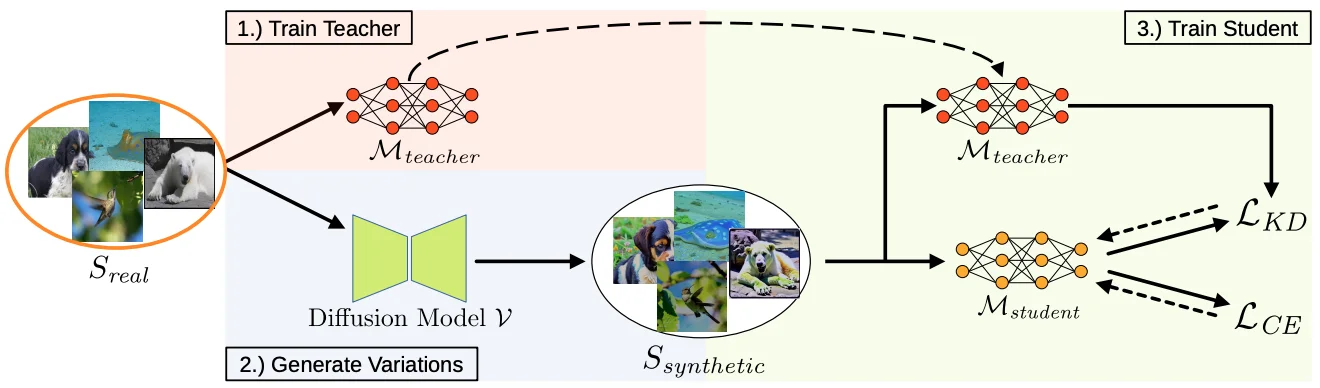 1.) Train Teacher
3.) Train Student
$\mathcal{M}_{teacher}$
$\mathcal{M}_{teacher}$
$S_{real}$
$\mathcal{L}_{KD}$
Diffusion Model $\mathcal{V}$
$\mathcal{M}_{student}$
$\mathcal{L}_{CE}$
2.) Generate Variations
$S_{synthetic}$